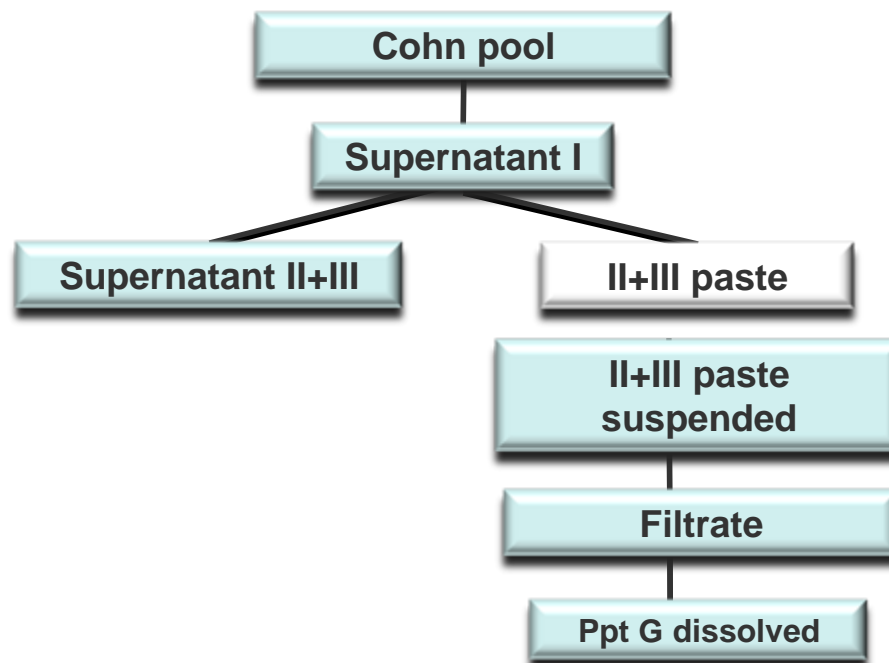 Cohn pool
Supernatant I
Supernatant II+III
II+III paste
II+III paste
suspended
Filtrate
Ppt G dissolved